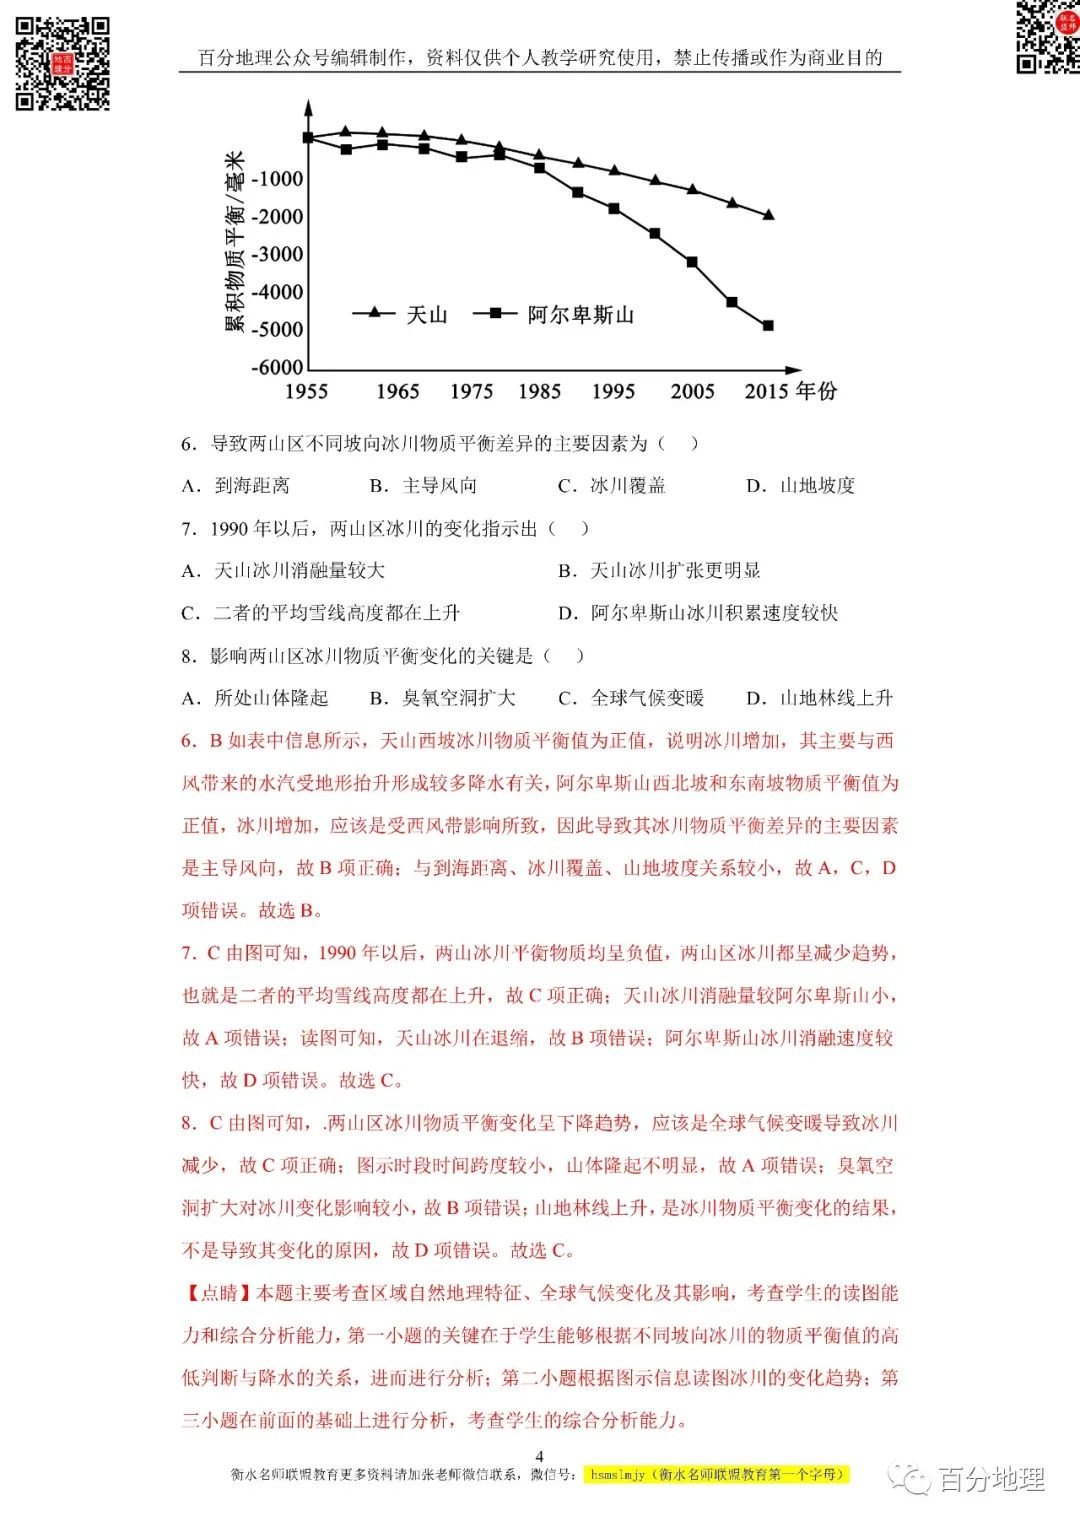 百分地理公众号编辑制作，资料仅供个人教学研究使用，禁止传播或作为商业目的
累积物质平衡/毫米
-1000
-2000
-3000
-4000
-5000
-6000
天山 阿尔卑斯山
1955 1965 1975 1985 1995 2005 2015 年份
6．导致两山区不同坡向冰川物质平衡差异的主要因素为（ ）
A．到海距离 B．主导风向 C．冰川覆盖 D．山地坡度
7．1990 年以后，两山区冰川的变化指示出（ ）
A．天山冰川消融量较大 B．天山冰川扩张更明显
C．二者的平均雪线高度都在上升 D．阿尔卑斯山冰川积累速度较快
8．影响两山区冰川物质平衡变化的关键是（ ）
A．所处山体隆起 B．臭氧空洞扩大 C．全球气候变暖 D．山地林线上升
6．B 如表中信息所示，天山西坡冰川物质平衡值为正值，说明冰川增加，其主要与西
风带来的水汽受地形抬升形成较多降水有关，阿尔卑斯山西北坡和东南坡物质平衡值为
正值，冰川增加，应该是受西风带影响所致，因此导致其冰川物质平衡差异的主要因素
是主导风向，故 B 项正确；与到海距离、冰川覆盖、山地坡度关系较小，故 A，C，D
项错误。故选 B。
7．C 由图可知，1990 年以后，两山冰川平衡物质均呈负值，两山区冰川都呈减少趋势，
也就是二者的平均雪线高度都在上升，故 C 项正确；天山冰川消融量较阿尔卑斯山小，
故 A 项错误；读图可知，天山冰川在退缩，故 B 项错误；阿尔卑斯山冰川消融速度较
快，故 D 项错误。故选 C。
8．C 由图可知，.两山区冰川物质平衡变化呈下降趋势，应该是全球气候变暖导致冰川
减少，故 C 项正确；图示时段时间跨度较小，山体隆起不明显，故 A 项错误；臭氧空
洞扩大对冰川变化影响较小，故 B 项错误；山地林线上升，是冰川物质平衡变化的结果，
不是导致其变化的原因，故 D 项错误。故选 C。
【点睛】本题主要考查区域自然地理特征、全球气候变化及其影响，考查学生的读图能
力和综合分析能力，第一小题的关键在于学生能够根据不同坡向冰川的物质平衡值的高
低判断与降水的关系，进而进行分析；第二小题根据图示信息读图冰川的变化趋势；第
三小题在前面的基础上进行分析，考查学生的综合分析能力。
4
衡水名师联盟教育更多资料请加张老师微信联系，微信号：hsmslmjy（衡水名师联盟教育第一个字母）
百分地理